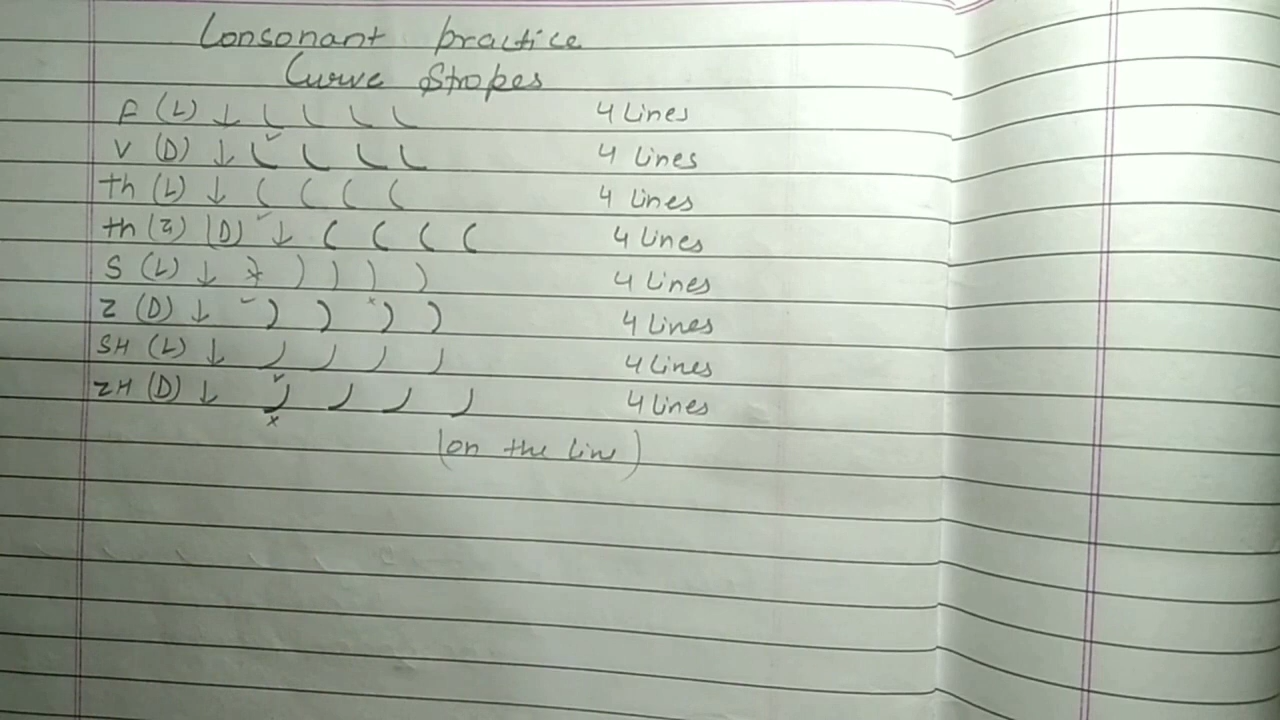 Consonant practice
Curve Strokes
F (L) ↓ 4 Lines
V (D) ↓ 4 Lines
th (L) ↓ 4 Lines
th (D) ↓ 4 Lines
S (L) ↓ 4 Lines
Z (D) ↓ 4 Lines
SH (L) ↓ 4 Lines
ZH (D) ↓ 4 Lines
(on the line)